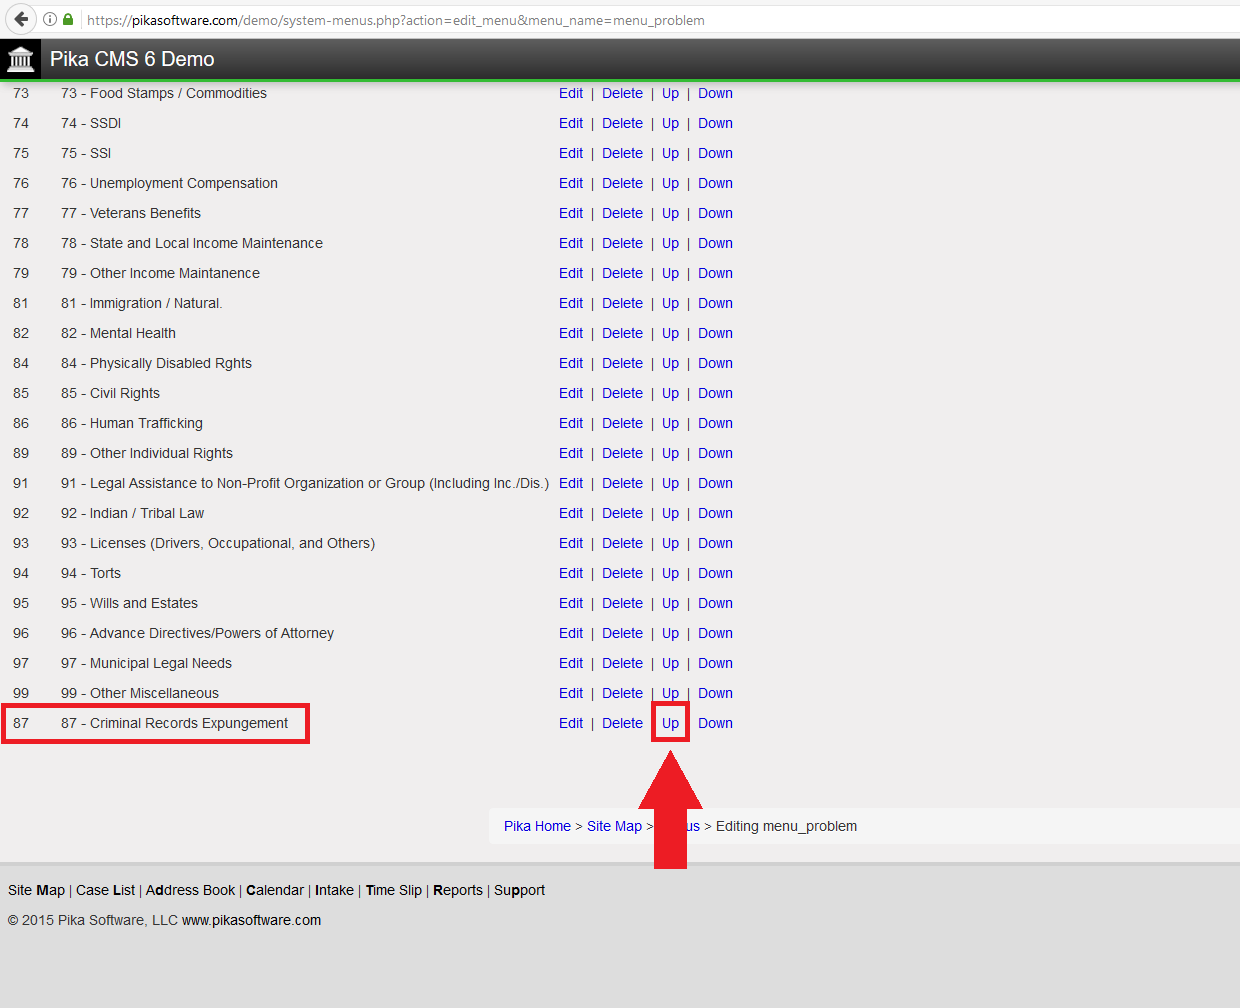 https://pikasoftware.com/demo/system-menus.php?action=edit_menu&menu_name=menu_problem
Pika CMS 6 Demo
73 73 - Food Stamps / Commodities Edit | Delete | Up | Down
74 74 - SSDI Edit | Delete | Up | Down
75 75 - SSI Edit | Delete | Up | Down
76 76 - Unemployment Compensation Edit | Delete | Up | Down
77 77 - Veterans Benefits Edit | Delete | Up | Down
78 78 - State and Local Income Maintenance Edit | Delete | Up | Down
79 79 - Other Income Maintanence Edit | Delete | Up | Down
81 81 - Immigration / Natural. Edit | Delete | Up | Down
82 82 - Mental Health Edit | Delete | Up | Down
84 84 - Physically Disabled Rghts Edit | Delete | Up | Down
85 85 - Civil Rights Edit | Delete | Up | Down
86 86 - Human Trafficking Edit | Delete | Up | Down
89 89 - Other Individual Rights Edit | Delete | Up | Down
91 91 - Legal Assistance to Non-Profit Organization or Group (Including Inc./Dis.) Edit | Delete | Up | Down
92 92 - Indian / Tribal Law Edit | Delete | Up | Down
93 93 - Licenses (Drivers, Occupational, and Others) Edit | Delete | Up | Down
94 94 - Torts Edit | Delete | Up | Down
95 95 - Wills and Estates Edit | Delete | Up | Down
96 96 - Advance Directives/Powers of Attorney Edit | Delete | Up | Down
97 97 - Municipal Legal Needs Edit | Delete | Up | Down
99 99 - Other Miscellaneous Edit | Delete | Up | Down
87 87 - Criminal Records Expungement Edit | Delete | Up | Down
Pika Home > Site Map > > Editing menu_problem
Site Map | Case List | Address Book | Calendar | Intake | Time Slip | Reports | Support
© 2015 Pika Software, LLC www.pikasoftware.com